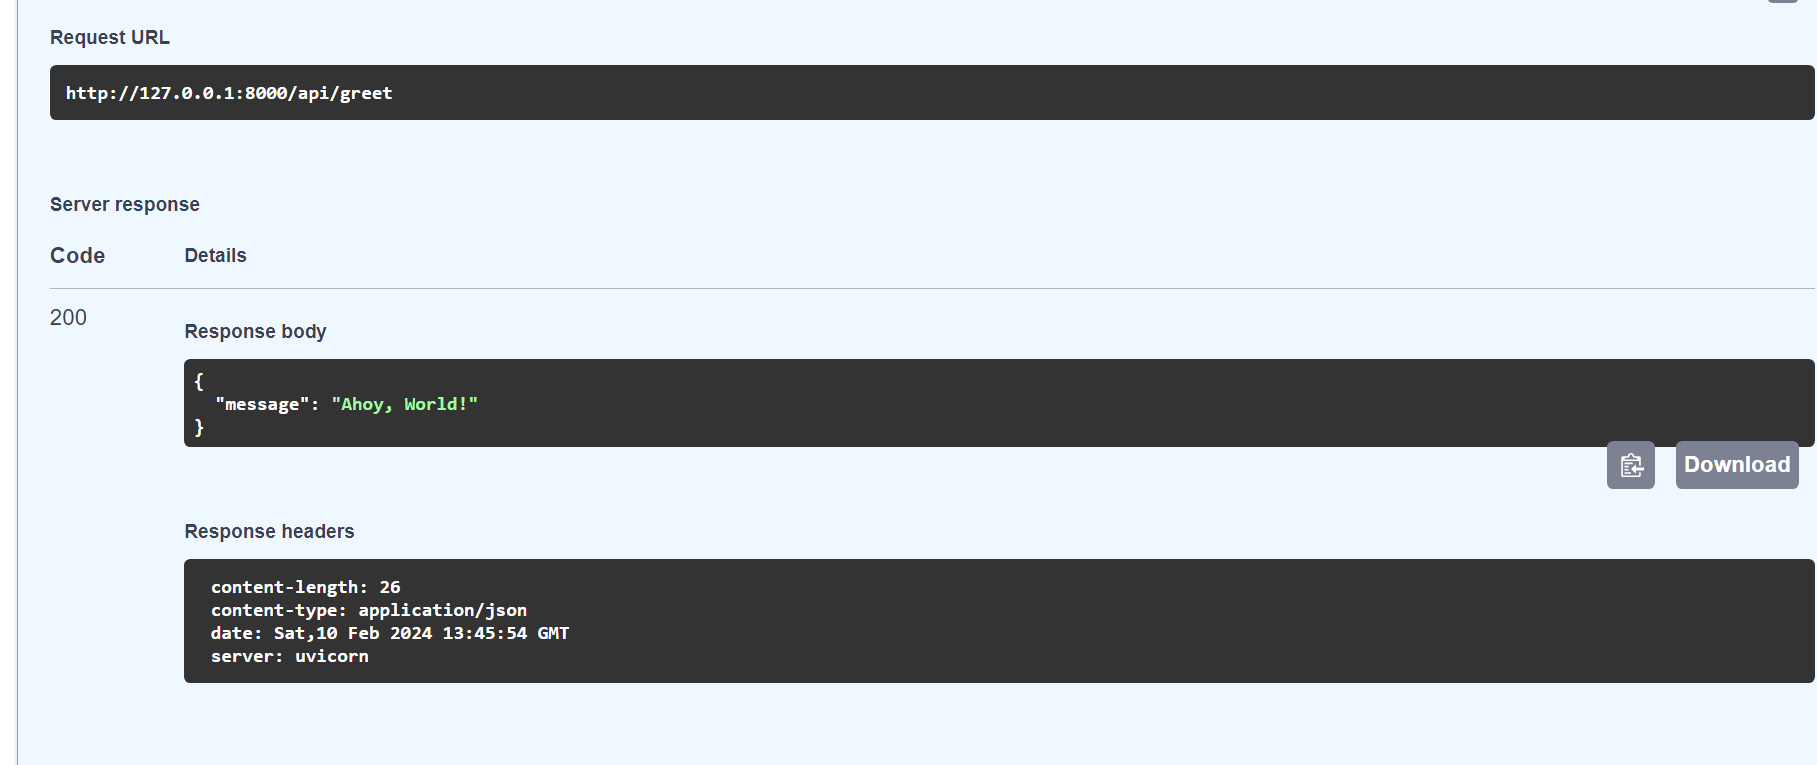 Request URL
http://127.0.0.1:8000/api/greet
Server response
Code Details
200
Response body
{
"message": "Ahoy, World!"
}
Download
Response headers
content-length: 26
content-type: application/json
date: Sat,10 Feb 2024 13:45:54 GMT
server: uvicorn